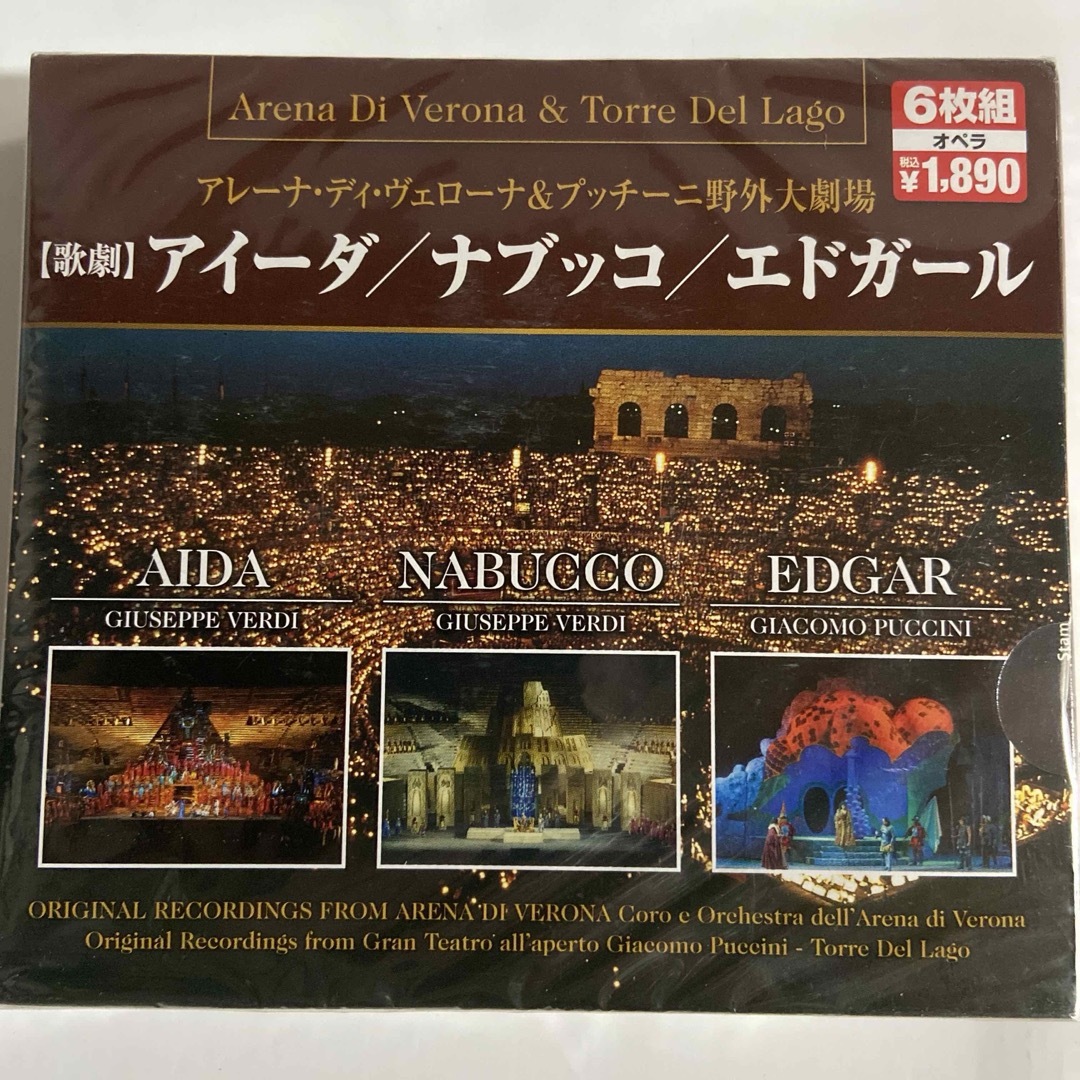 Arena Di Verona & Torre Del Lago
6枚組
オペラ
税込 ¥1,890
アレーナ・ディ・ヴェローナ&プッチーニ野外大劇場
【歌劇】アイーダ/ナブッコ/エドガール
AIDA
GIUSEPPE VERDI
NABUCCO
GIUSEPPE VERDI
EDGAR
GIACOMO PUCCINI
ORIGINAL RECORDINGS FROM ARENA DI VERONA Coro e Orchestra dell'Arena di Verona
Original Recordings from Gran Teatro all'aperto Giacomo Puccini - Torre Del Lago